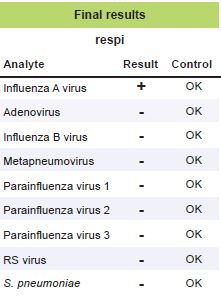 Final results
respi
Analyte Result Control
Influenza A virus + OK
Adenovirus - OK
Influenza B virus - OK
Metapneumovirus - OK
Parainfluenza virus 1 - OK
Parainfluenza virus 2 - OK
Parainfluenza virus 3 - OK
RS virus - OK
S. pneumoniae - OK